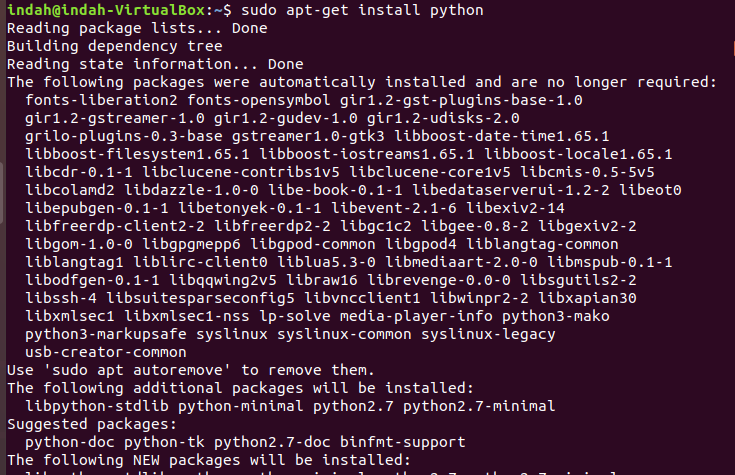 indah@indah-VirtualBox:~$ sudo apt-get install python
Reading package lists... Done
Building dependency tree
Reading state information... Done
The following packages were automatically installed and are no longer required:
  fonts-liberation2 fonts-opensymbol gir1.2-gst-plugins-base-1.0
  gir1.2-gstreamer-1.0 gir1.2-gudev-1.0 gir1.2-udisks-2.0
  grilo-plugins-0.3-base gstreamer1.0-gtk3 libboost-date-time1.65.1
  libboost-filesystem1.65.1 libboost-iostreams1.65.1 libboost-locale1.65.1
  libcdr-0.1-1 libclucene-contribs1v5 libclucene-core1v5 libcmis-0.5-5v5
  libcolamd2 libdazzle-1.0-0 libe-book-0.1-1 libedataserverui-1.2-2 libeot0
  libepubgen-0.1-1 libetonyek-0.1-1 libevent-2.1-6 libexiv2-14
  libfreerdp-client2-2 libfreerdp2-2 libgc1c2 libgee-0.8-2 libgexiv2-2
  libgom-1.0-0 libgpgmepp6 libgpod-common libgpod4 liblangtag-common
  liblangtag1 liblirc-client0 liblua5.3-0 libmediaart-2.0-0 libmspub-0.1-1
  libodfgen-0.1-1 libqqwing2v5 libraw16 librevenge-0.0-0 libsgutils2-2
  libssh-4 libsuitesparseconfig5 libvncclient1 libwinpr2-2 libxapian30
  libxmlsec1 libxmlsec1-nss lp-solve media-player-info python3-mako
  python3-markupsafe syslinux syslinux-common syslinux-legacy
  usb-creator-common
Use 'sudo apt autoremove' to remove them.
The following additional packages will be installed:
  libpython-stdlib python-minimal python2.7 python2.7-minimal
Suggested packages:
  python-doc python-tk python2.7-doc binfmt-support
The following NEW packages will be installed: